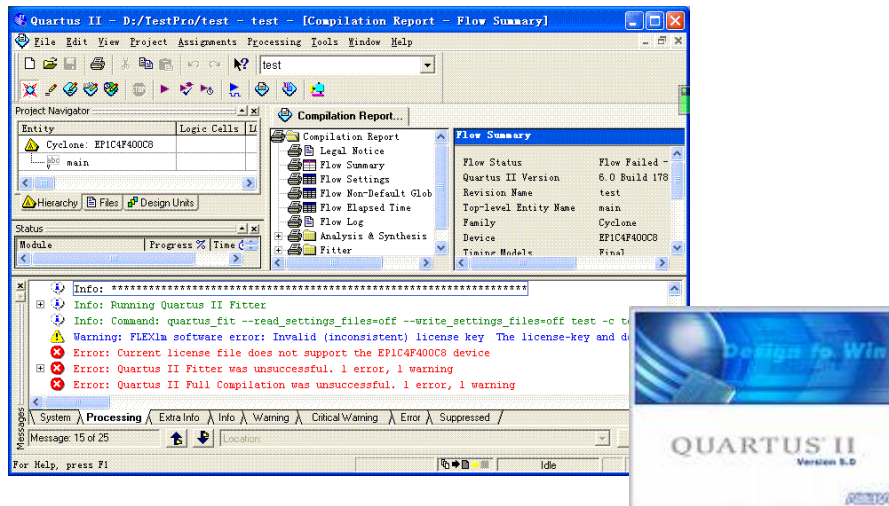 Quartus II - D:/TestPro/test - test - [Compilation Report - Flow Summary]
File Edit View Project Assignments Processing Tools Window Help
test
Project Navigator
Entity Logic Cells
Cyclone: EP1C4F400C8
abc main
Hierarchy Files Design Units
Status
Module Progress % Time
Compilation Report...
Compilation Report
Legal Notice
Flow Summary
Flow Settings
Flow Non-Default Glob
Flow Elapsed Time
Flow Log
Analysis & Synthesis
Fitter
Flow Summary
Flow Status Flow Failed -
Quartus II Version 6.0 Build 178
Revision Name test
Top-level Entity Name main
Family Cyclone
Device EP1C4F400C8
Timing Models Final
Info: *******************************************************************
Info: Running Quartus II Fitter
Info: Command: quartus_fit --read_settings_files=off --write_settings_files=off test -c
Warning: FLEXlm software error: Invalid (inconsistent) license key The license-key and
Error: Current license file does not support the EP1C4F400C8 device
Error: Quartus II Fitter was unsuccessful. 1 error, 1 warning
Error: Quartus II Full Compilation was unsuccessful. 1 error, 1 warning
System Processing Extra Info Info Warning Critical Warning Error Suppressed
Messages
Message: 15 of 25 Location:
For Help, press F1 Idle
Design to Win
QUARTUS II
Version 5.0